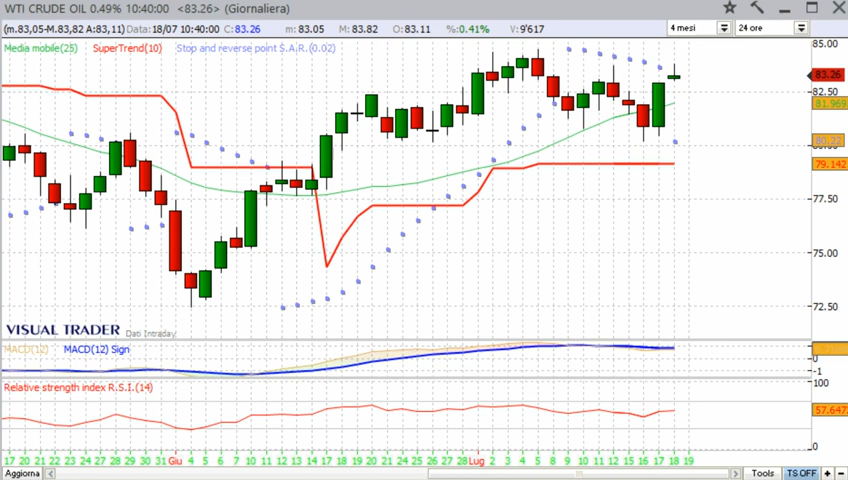 WTI CRUDE OIL 0.49% 10:40:00 <83.26> (Giornaliera)
(m.83,05-M.83,82 A:83,11) Data: 18/07 10:40:00 C: 83.26 m: 83.05 M: 83.82 O: 83.11 %:0.41% V: 9'617 4 mesi 24 ore
Media mobile(25) SuperTrend(10) Stop and reverse point S.A.R.(0.02)
85.00
83.26
82.50
81.969
79.142
77.50
75.00
72.50
VISUAL TRADER Dati Intraday
MACD(12) MACD(12) Sign
0
-1
Relative strength index R.S.I.(14)
100
57.647
0
17 20 21 22 23 24 27 28 29 30 31 Giu 4 5 6 7 10 11 12 13 14 17 18 19 20 21 24 25 26 27 28 Lug 2 3 4 5 8 9 10 11 12 15 16 17 18 19
Aggiorna Tools TS OFF + -